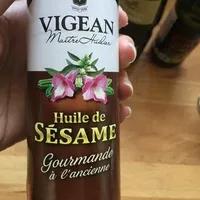 VIGEAN
Maître Huilier
Huile de
SÉSAME
Gourmande
à l'ancienne